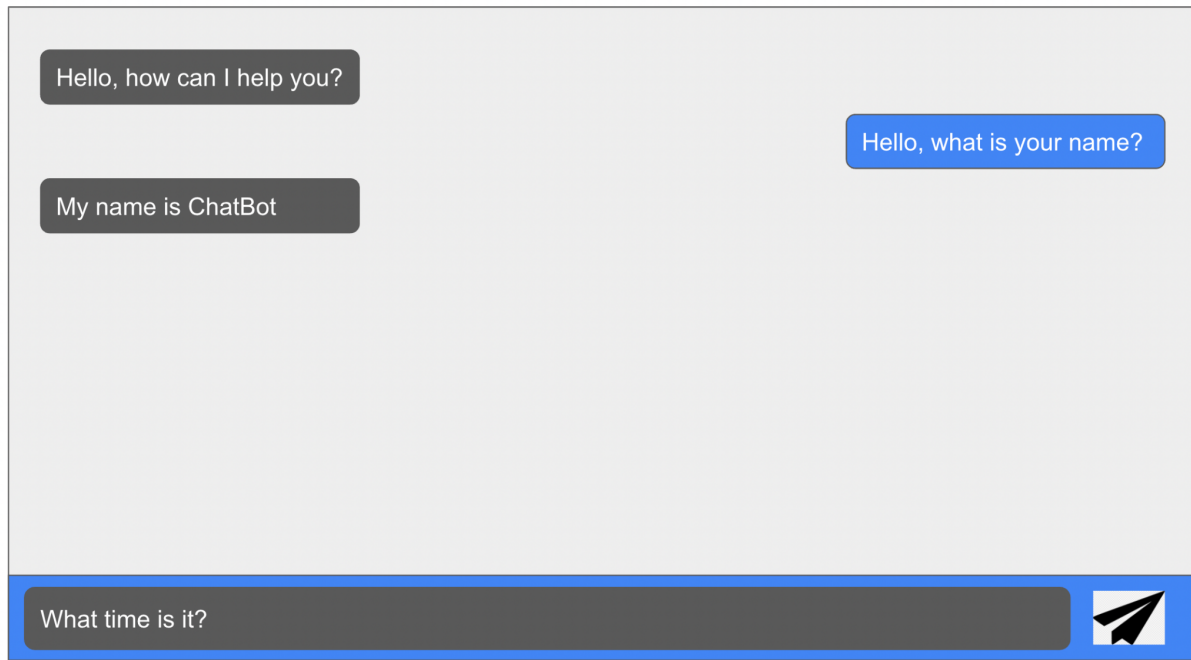 Hello, how can I help you?
Hello, what is your name?
My name is ChatBot
What time is it?